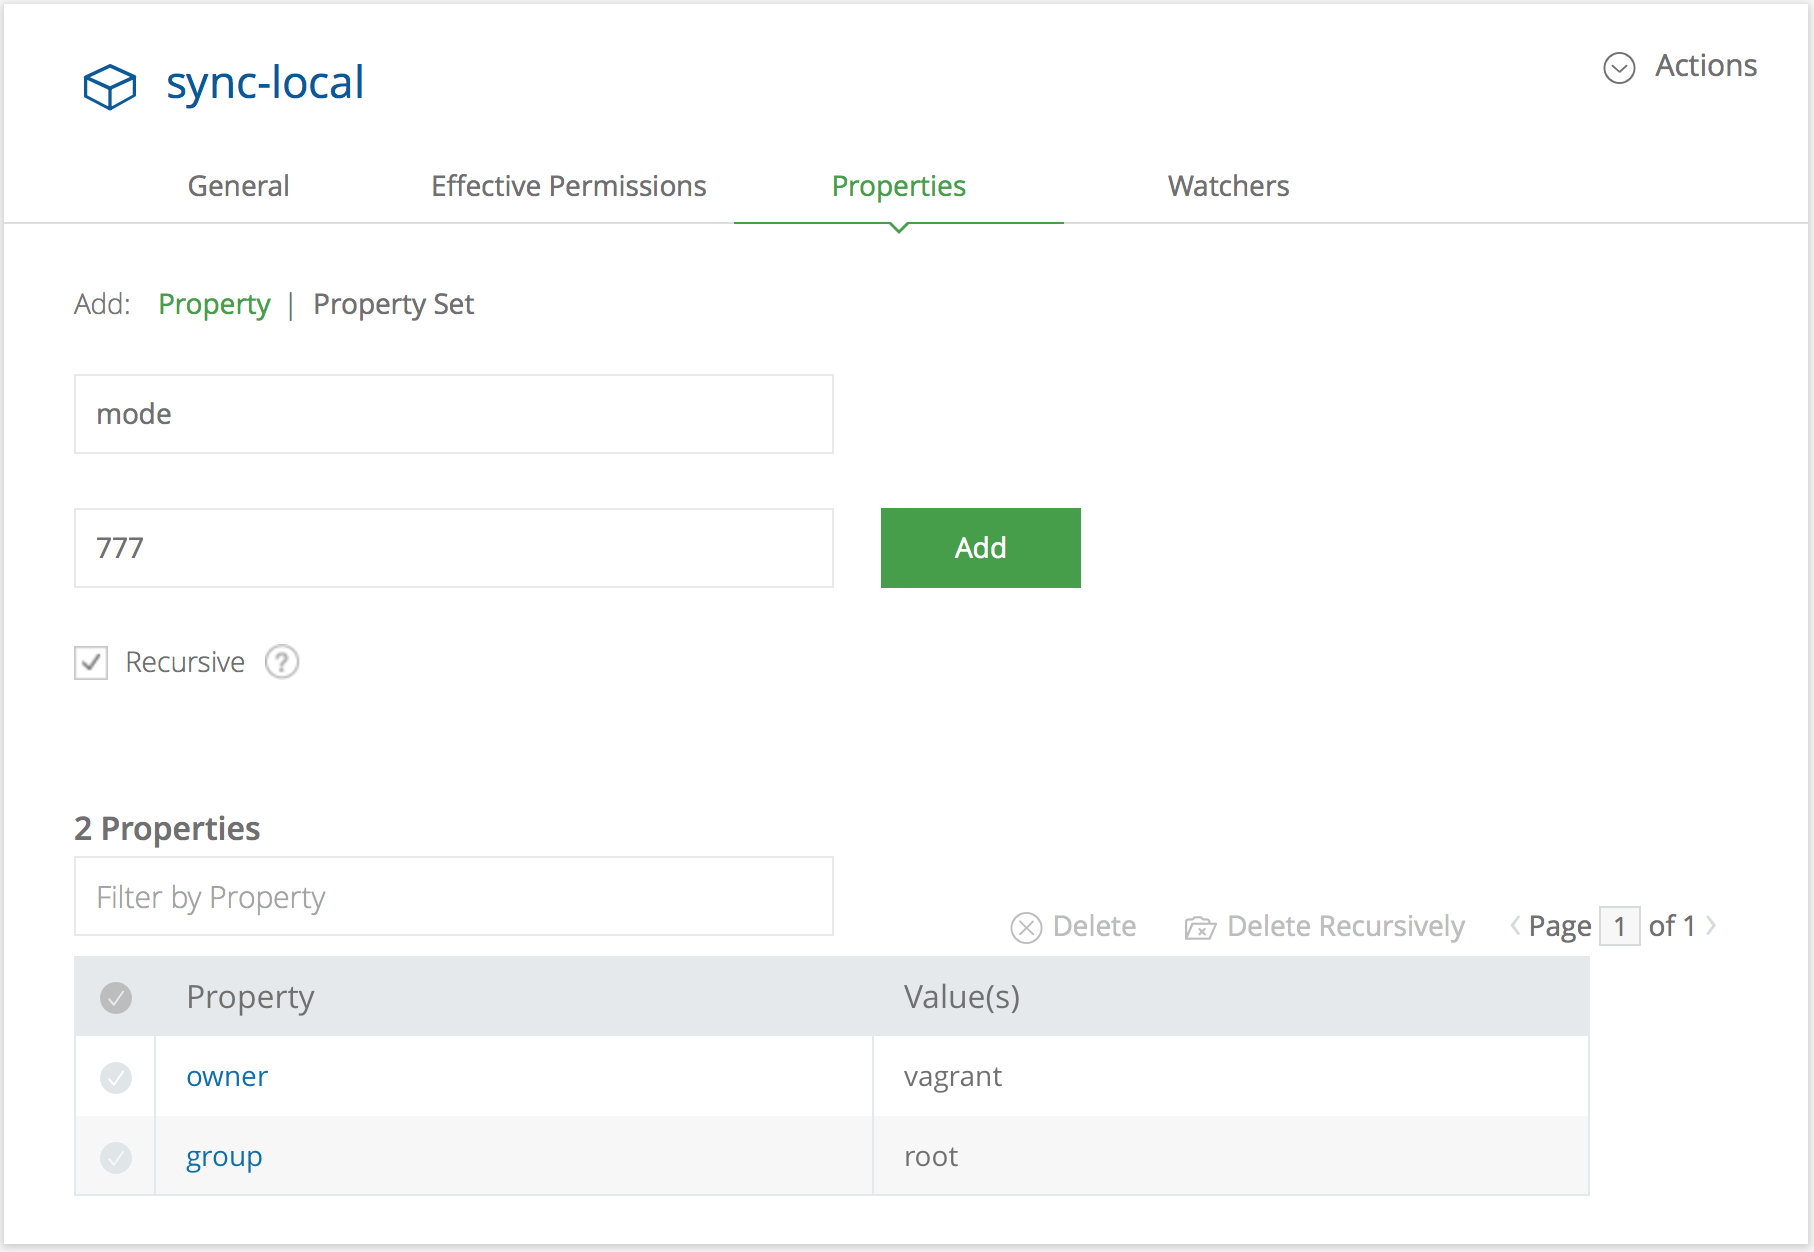 sync-local
Actions
General Effective Permissions Properties Watchers
Add: Property | Property Set
mode
777
Add
Recursive ?
2 Properties
Filter by Property
Delete Delete Recursively Page 1 of 1
Property Value(s)
owner vagrant
group root